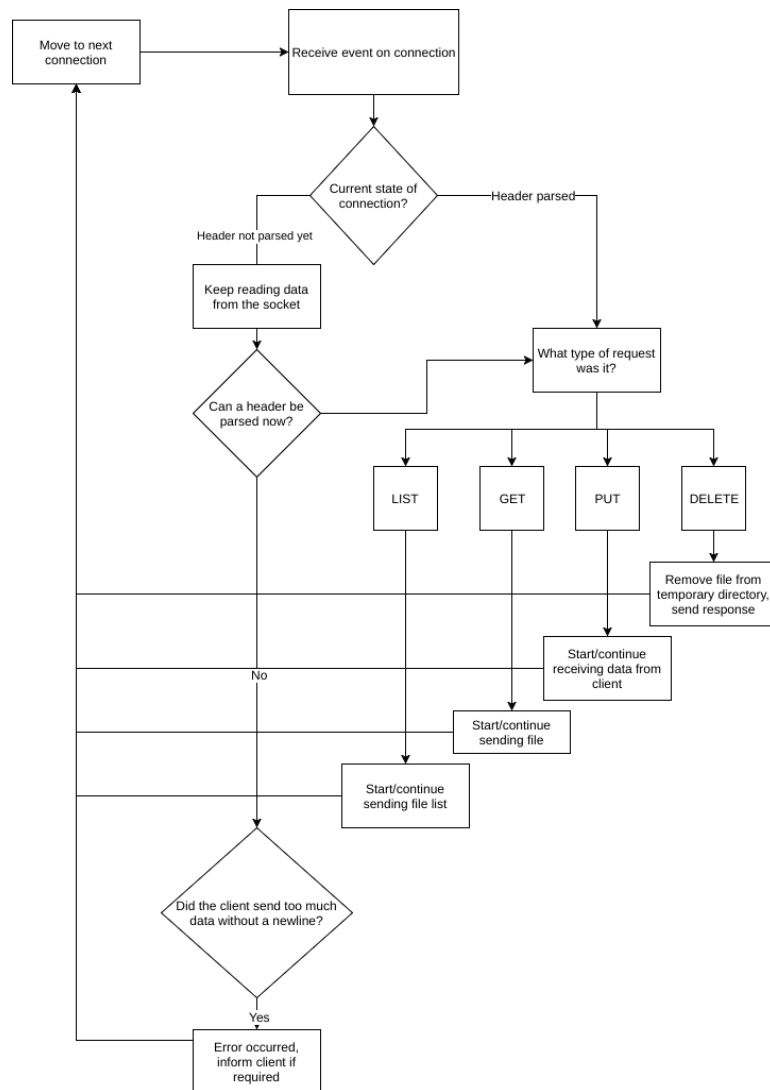 Move to next
connection
Receive event on connection
Current state of
connection?
Header parsed
Header not parsed yet
Keep reading data
from the socket
What type of request
was it?
Can a header be
parsed now?
LIST
GET
PUT
DELETE
Remove file from
temporary directory,
send response
Start/continue
receiving data from
client
No
Start/continue
sending file
Start/continue
sending file list
Did the client send too much
data without a newline?
Yes
Error occurred,
inform client if
required